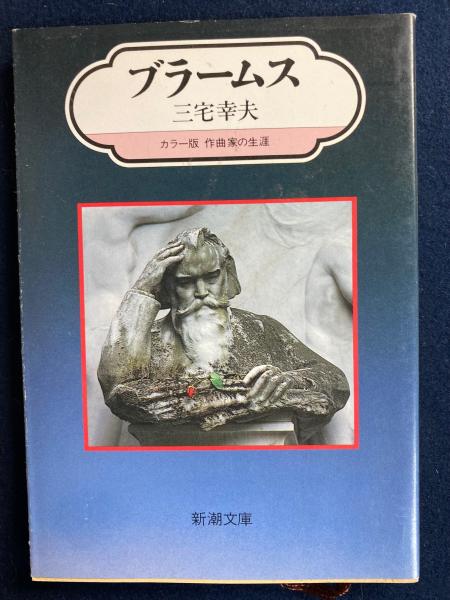 ブラームス
三宅幸夫
カラー版 作曲家の生涯
新潮文庫